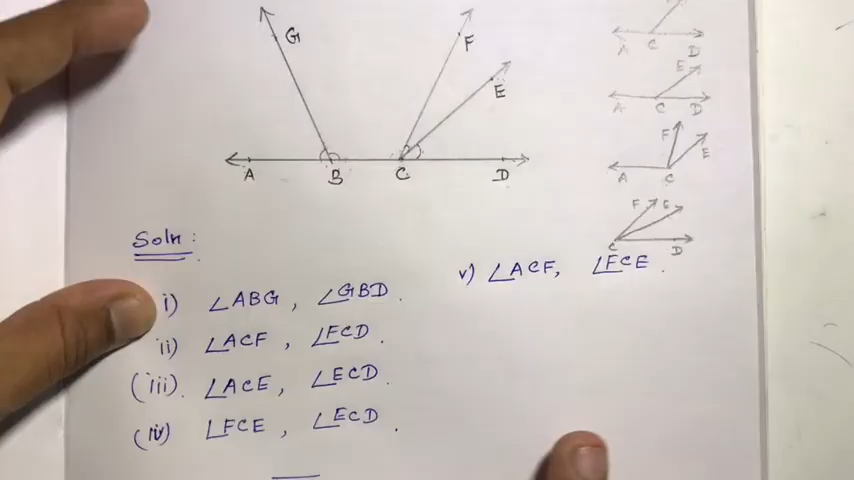 G
F
E
A B C D
A C D
E
A C D
F
E
A C
F E
C D
Soln:
i) ∠ABG, ∠GBD.
ii) ∠ACF, ∠FCD.
(iii). ∠ACE, ∠ECD.
(iv) ∠FCE, ∠ECD.
v) ∠ACF, ∠FCE.